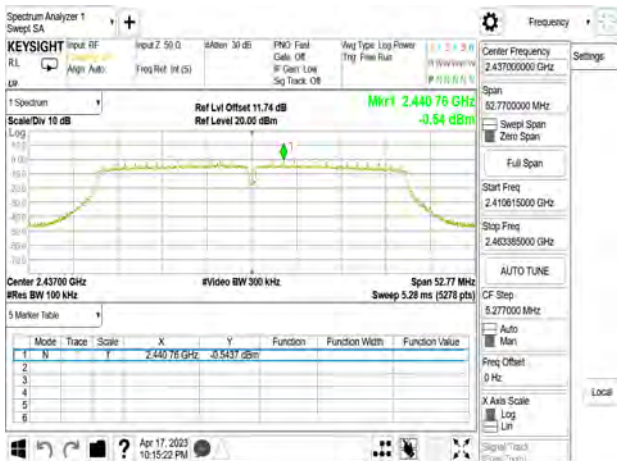 Spectrum Analyzer 1
Swept SA
Frequency
KEYSIGHT Input: RF Input Z: 50 Ω #Atten: 30 dB PNO: Fast Avg Type: Log-Power
RL Align: Auto Freq Ref: Int (S) Gate: Off Trig: Free Run
IF Gain: Low
Sig Track: Off
1 Spectrum
Scale/Div 10 dB
Ref Lvl Offset 11.74 dB
Ref Level 20.00 dBm
Mkr1 2.440 76 GHz
-0.54 dBm
Log
10.0
0.00
Center 2.43700 GHz #Video BW 300 kHz Span 52.77 MHz
#Res BW 100 kHz Sweep 5.28 ms (5278 pts)
5 Marker Table
Mode Trace Scale X Y Function Function Width Function Value
1 N f 2.440 76 GHz -0.5437 dBm
2
3
4
5
6
Apr 17, 2023
10:15:22 PM
Center Frequency
2.437000000 GHz
Settings
Span
52.7700000 MHz
Swept Span
Zero Span
Full Span
Start Freq
2.410615000 GHz
Stop Freq
2.463385000 GHz
AUTO TUNE
CF Step
5.277000 MHz
Auto
Man
Freq Offset
0 Hz
X Axis Scale
Log
Lin
Local
Signal Track